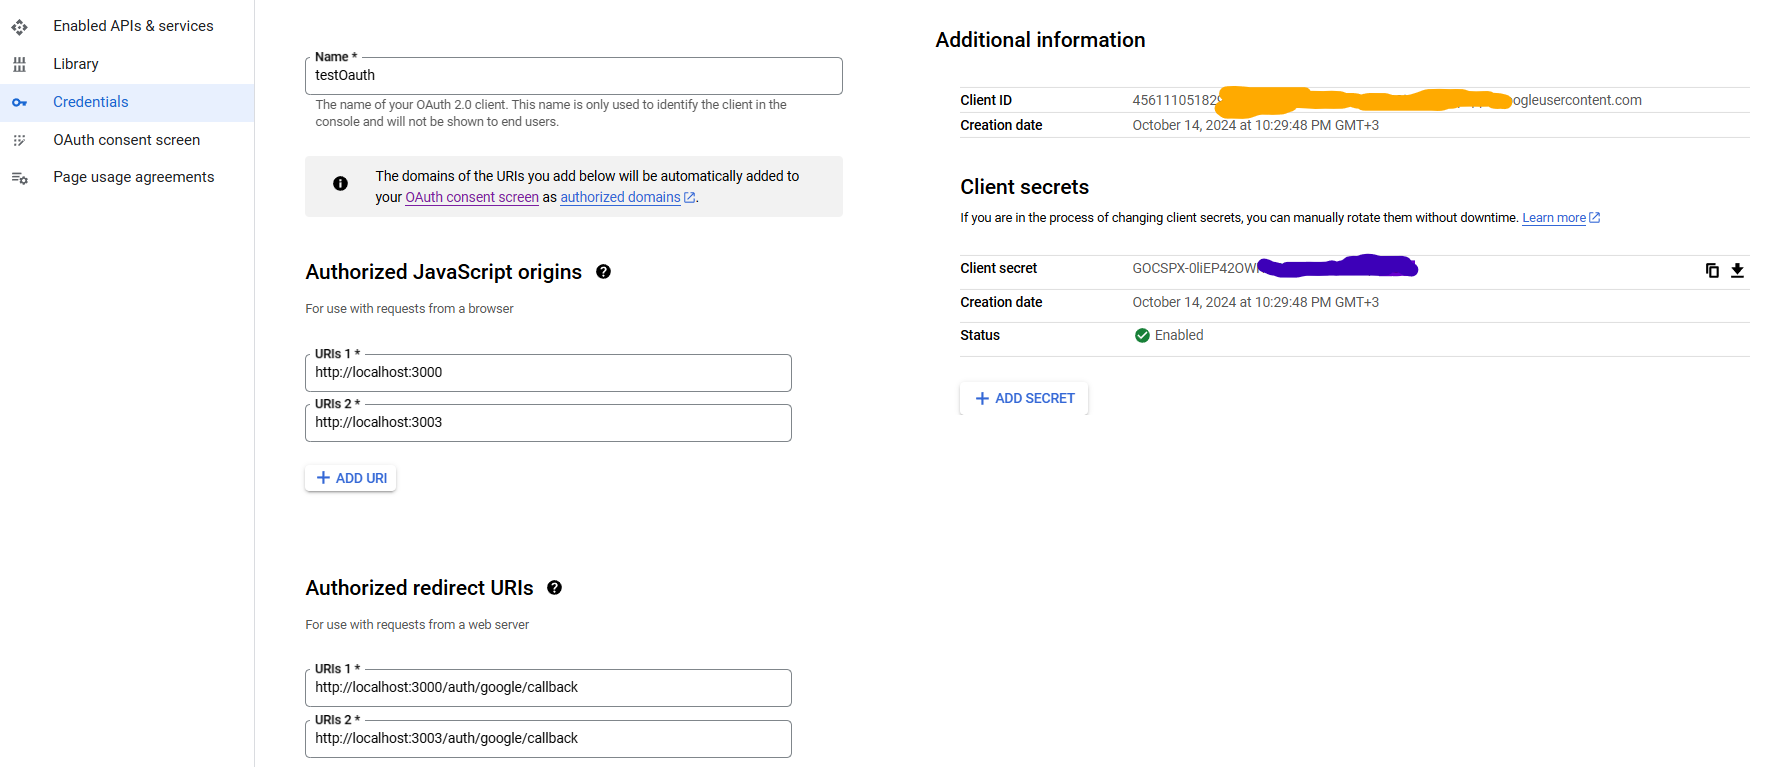 Enabled APIs & services
Library
Credentials
OAuth consent screen
Page usage agreements
Name *
testOauth
The name of your OAuth 2.0 client. This name is only used to identify the client in the
console and will not be shown to end users.
The domains of the URIs you add below will be automatically added to
your OAuth consent screen as authorized domains.
Authorized JavaScript origins
For use with requests from a browser
URIs 1 *
http://localhost:3000
URIs 2 *
http://localhost:3003
+ ADD URI
Authorized redirect URIs
For use with requests from a web server
URIs 1 *
http://localhost:3000/auth/google/callback
URIs 2 *
http://localhost:3003/auth/google/callback
Additional information
Client ID 45611105182 ogleusercontent.com
Creation date October 14, 2024 at 10:29:48 PM GMT+3
Client secrets
If you are in the process of changing client secrets, you can manually rotate them without downtime. Learn more
Client secret
Creation date October 14, 2024 at 10:29:48 PM GMT+3
Status Enabled
+ ADD SECRET